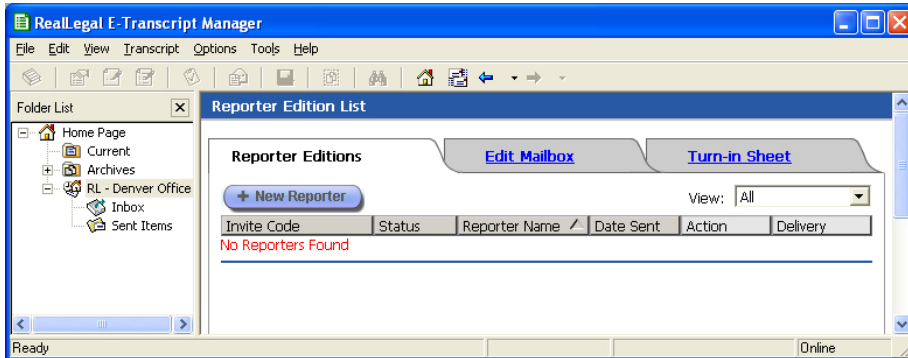 RealLegal E-Transcript Manager
File Edit View Transcript Options Tools Help
Folder List
Home Page
Current
Archives
RL - Denver Office
Inbox
Sent Items
Reporter Edition List
Reporter Editions Edit Mailbox Turn-in Sheet
+ New Reporter View: All
Invite Code Status Reporter Name Date Sent Action Delivery
No Reporters Found
Ready Online